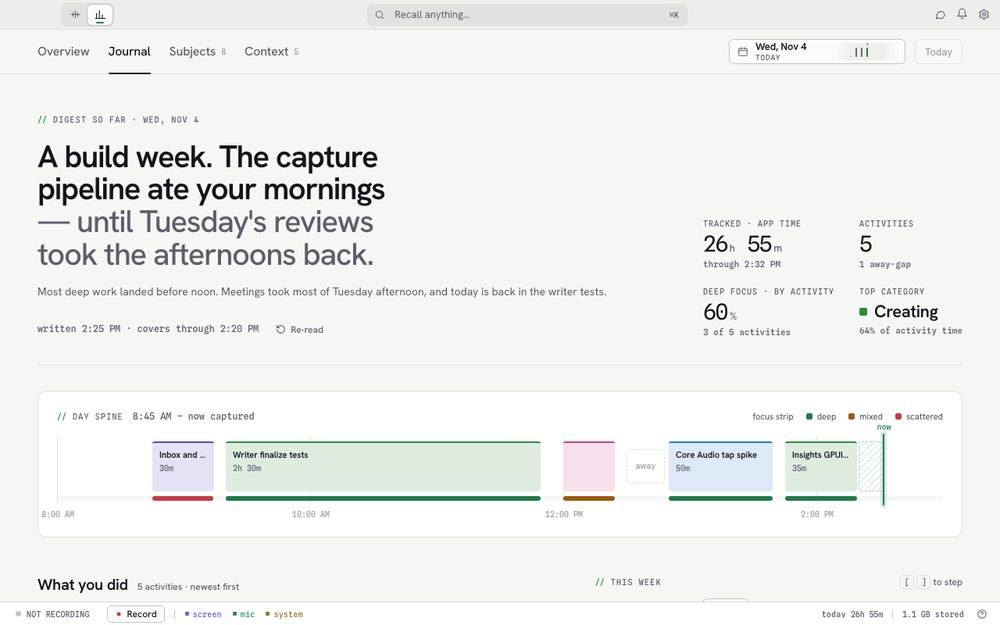 Recall anything...
⌘K
Overview
Journal
Subjects 8
Context 5
Wed, Nov 4
TODAY
Today
// DIGEST SO FAR · WED, NOV 4
A build week. The capture
pipeline ate your mornings
— until Tuesday's reviews
took the afternoons back.
Most deep work landed before noon. Meetings took most of Tuesday afternoon, and today is back in the writer tests.
written 2:25 PM · covers through 2:20 PM
Re-read
TRACKED · APP TIME
26h 55m
through 2:32 PM
ACTIVITIES
5
1 away-gap
DEEP FOCUS · BY ACTIVITY
60%
3 of 5 activities
TOP CATEGORY
Creating
64% of activity time
// DAY SPINE 8:45 AM – now captured
focus strip
deep
mixed
scattered
now
Inbox and ...
30m
Writer finalize tests
2h 30m
away
Core Audio tap spike
50m
Insights GPUI...
35m
8:00 AM
10:00 AM
12:00 PM
2:00 PM
What you did
5 activities · newest first
// THIS WEEK
[ ] to step
NOT RECORDING
Record
screen
mic
system
today 26h 55m
1.1 GB stored